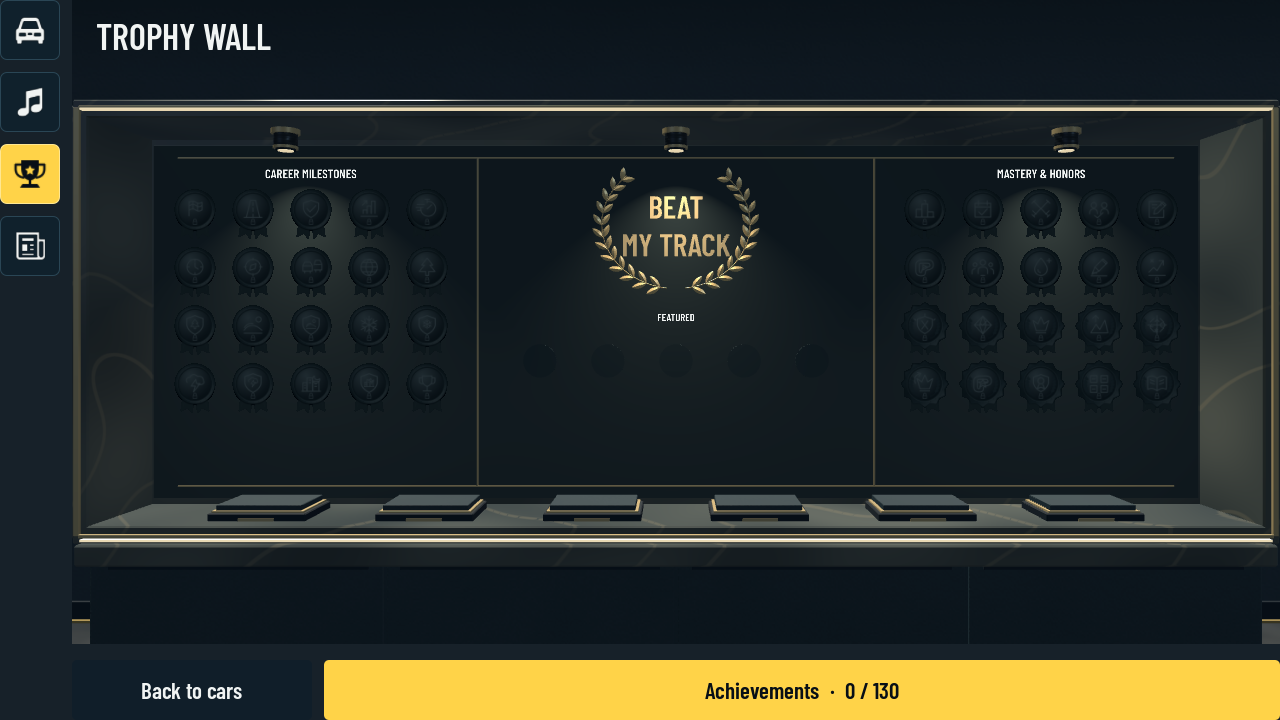 TROPHY WALL
CAREER MILESTONES
BEAT
MY TRACK
FEATURED
MASTERY & HONORS
Back to cars
Achievements · 0 / 130